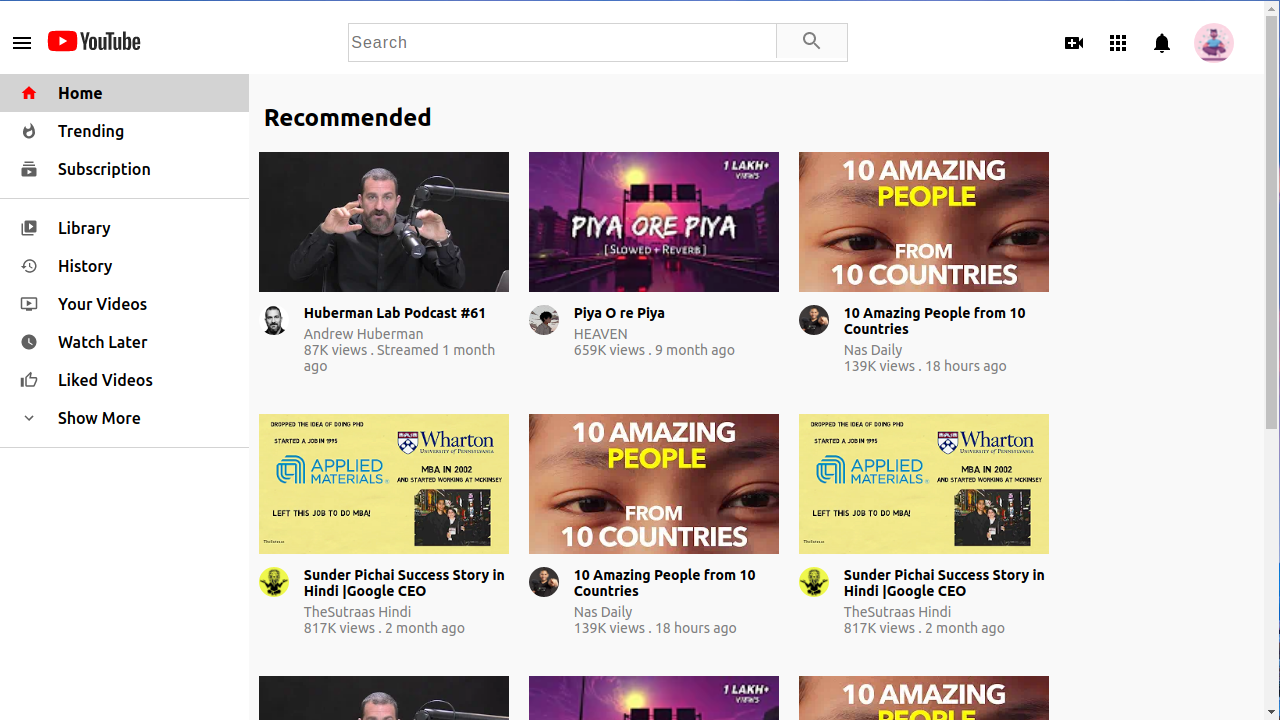 YouTube
Search
Home
Trending
Subscription
Library
History
Your Videos
Watch Later
Liked Videos
Show More
Recommended
1 LAKH+
VIEWS
PIYA ORE PIYA
[ SLOWED + REVERB ]
10 AMAZING
PEOPLE
FROM
10 COUNTRIES
Huberman Lab Podcast #61
Andrew Huberman
87K views . Streamed 1 month
ago
Piya O re Piya
HEAVEN
659K views . 9 month ago
10 Amazing People from 10
Countries
Nas Daily
139K views . 18 hours ago
DROPPED THE IDEA OF DOING PHD
STARTED A JOB IN 1995
Wharton
UNIVERSITY of PENNSYLVANIA
APPLIED
MATERIALS®
MBA IN 2002
AND STARTED WORKING AT MCKINSEY
LEFT THIS JOB TO DO MBA!
TheSutraas
10 AMAZING
PEOPLE
FROM
10 COUNTRIES
DROPPED THE IDEA OF DOING PHD
STARTED A JOB IN 1995
Wharton
UNIVERSITY of PENNSYLVANIA
APPLIED
MATERIALS®
MBA IN 2002
AND STARTED WORKING AT MCKINSEY
LEFT THIS JOB TO DO MBA!
TheSutraas
Sunder Pichai Success Story in
Hindi |Google CEO
TheSutraas Hindi
817K views . 2 month ago
10 Amazing People from 10
Countries
Nas Daily
139K views . 18 hours ago
Sunder Pichai Success Story in
Hindi |Google CEO
TheSutraas Hindi
817K views . 2 month ago
1 LAKH+
VIEWS
10 AMAZING
PEOPLE